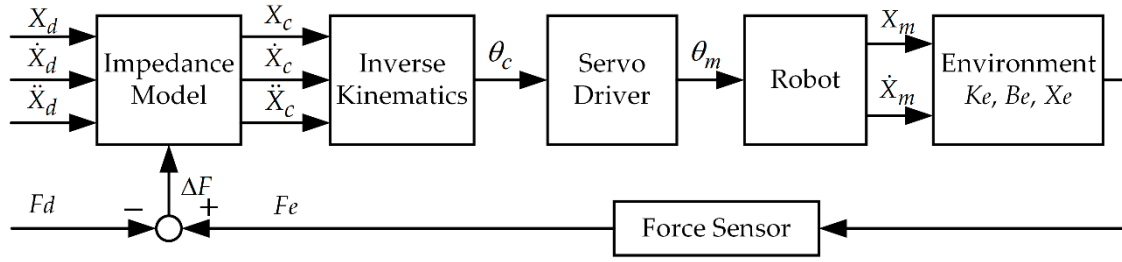 X_d
Ẋ_d
Ẍ_d
Impedance
Model
X_c
Ẋ_c
Ẍ_c
Inverse
Kinematics
θ_c
Servo
Driver
θ_m
Robot
X_m
Ẋ_m
Environment
Ke, Be, Xe
ΔF
Fd
−
+
Fe
Force Sensor